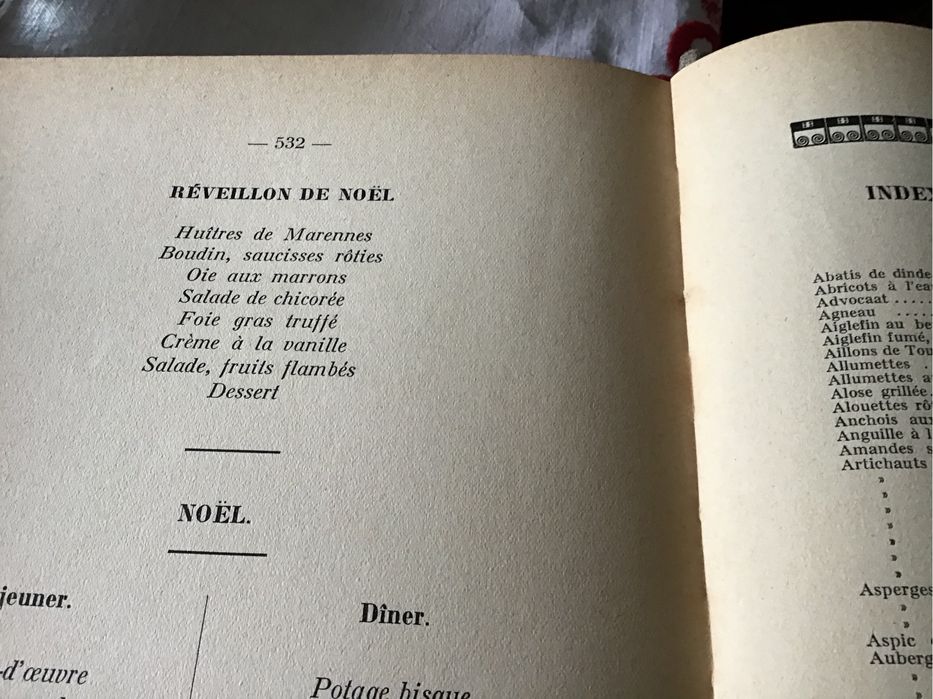 — 532 —
RÉVEILLON DE NOËL
Huîtres de Marennes
Boudin, saucisses rôties
Oie aux marrons
Salade de chicorée
Foie gras truffé
Crème à la vanille
Salade, fruits flambés
Dessert
NOËL.
jeuner.
-d'œuvre
Dîner.
Potage bisque
INDEX
Abatis de dinde
Abricots à l'eau
Advocaat .....
Agneau ....
Aiglefin au be
Aiglefin fumé,
Aillons de Tou
Allumettes .
Allumettes a
Alose grillée.
Alouettes rô
Anchois aux
Anguille à l
Amandes s
Artichauts
»
»
»
»
»
»
»
Asperges
»
»
Aspic
Auberg
»
»